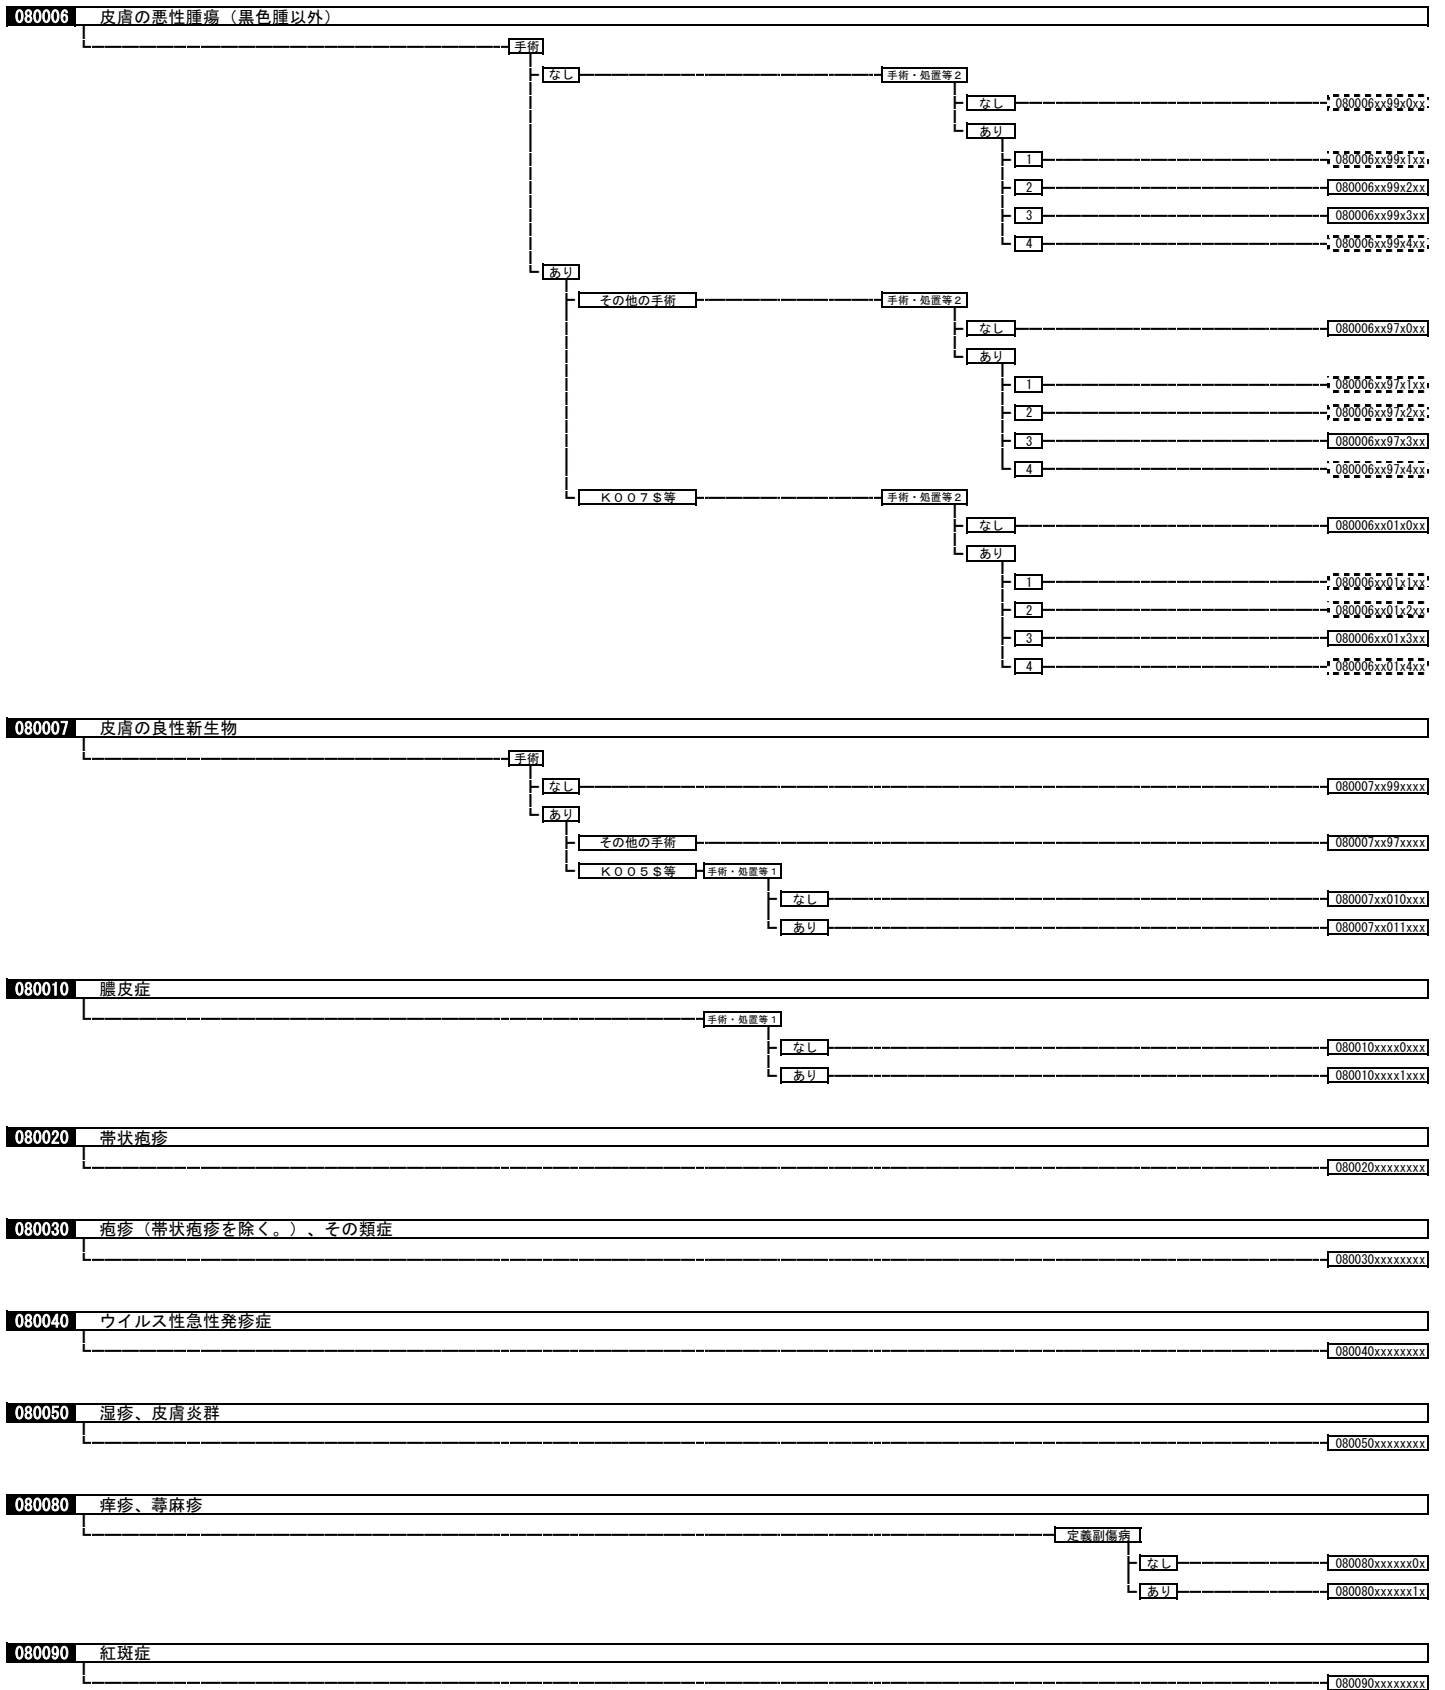 080006 皮膚の悪性腫瘍（黒色腫以外）
手術
なし 手術・処置等２
なし 080006xx99x0xx
あり
1 080006xx99x1xx
2 080006xx99x2xx
3 080006xx99x3xx
4 080006xx99x4xx
あり
その他の手術 手術・処置等２
なし 080006xx97x0xx
あり
1 080006xx97x1xx
2 080006xx97x2xx
3 080006xx97x3xx
4 080006xx97x4xx
Ｋ００７＄等 手術・処置等２
なし 080006xx01x0xx
あり
1 080006xx01x1xx
2 080006xx01x2xx
3 080006xx01x3xx
4 080006xx01x4xx
080007 皮膚の良性新生物
手術
なし 080007xx99xxxx
あり
その他の手術 080007xx97xxxx
Ｋ００５＄等 手術・処置等１
なし 080007xx010xxx
あり 080007xx011xxx
080010 膿皮症
手術・処置等１
なし 080010xxxx0xxx
あり 080010xxxx1xxx
080020 帯状疱疹
080020xxxxxxxx
080030 疱疹（帯状疱疹を除く。）、その類症
080030xxxxxxxx
080040 ウイルス性急性発疹症
080040xxxxxxxx
080050 湿疹、皮膚炎群
080050xxxxxxxx
080080 痒疹、蕁麻疹
定義副傷病
なし 080080xxxxxx0x
あり 080080xxxxxx1x
080090 紅斑症
080090xxxxxxxx